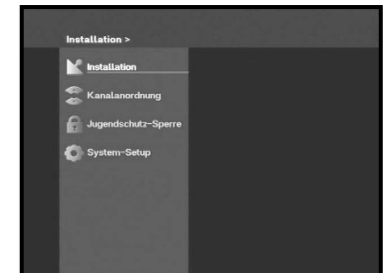 Installation >
Installation
Kanalanordnung
Jugendschutz-Sperre
System-Setup